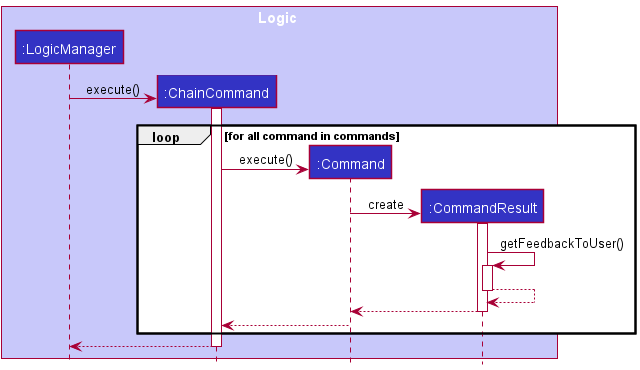 Logic
:LogicManager
execute()
:ChainCommand
loop
[for all command in commands]
execute()
:Command
create
:CommandResult
getFeedbackToUser()